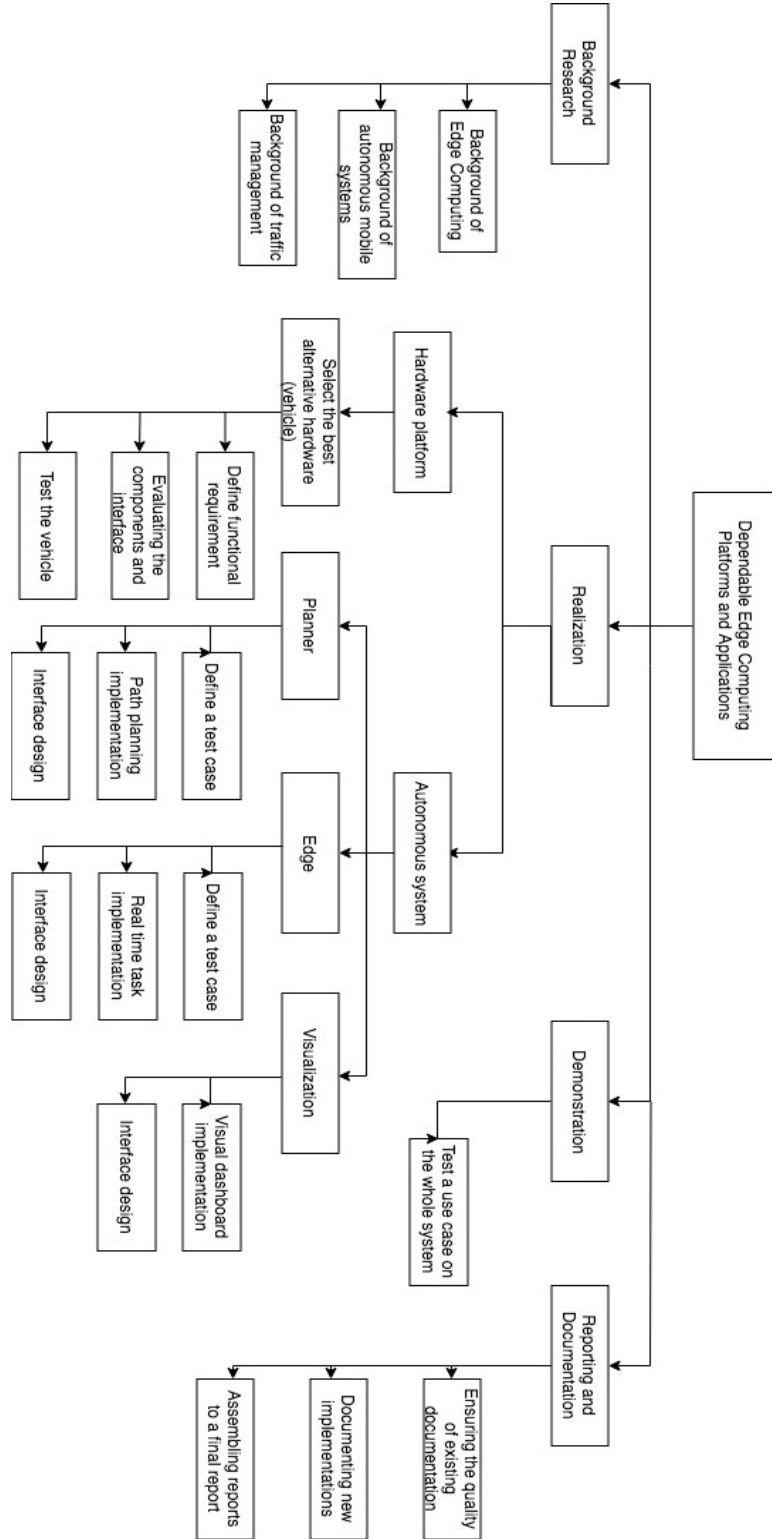 Dependable Edge Computing
Platforms and Applications
Background
Research
Realization
Demonstration
Reporting and
Documentation
Background of
Edge Computing
Background of
autonomous mobile
systems
Background of traffic
management
Hardware platform
Autonomous system
Test a use case on
the whole system
Ensuring the quality
of existing
documentation
Documenting new
implementations
Assembling reports
to a final report
Select the best
alternative hardware
(vehicle)
Planner
Edge
Visualization
Define functional
requirement
Evaluating the
components and
interface
Test the vehicle
Define a test case
Path planning
implementation
Interface design
Define a test case
Real time task
implementation
Interface design
Visual dashboard
implementation
Interface design